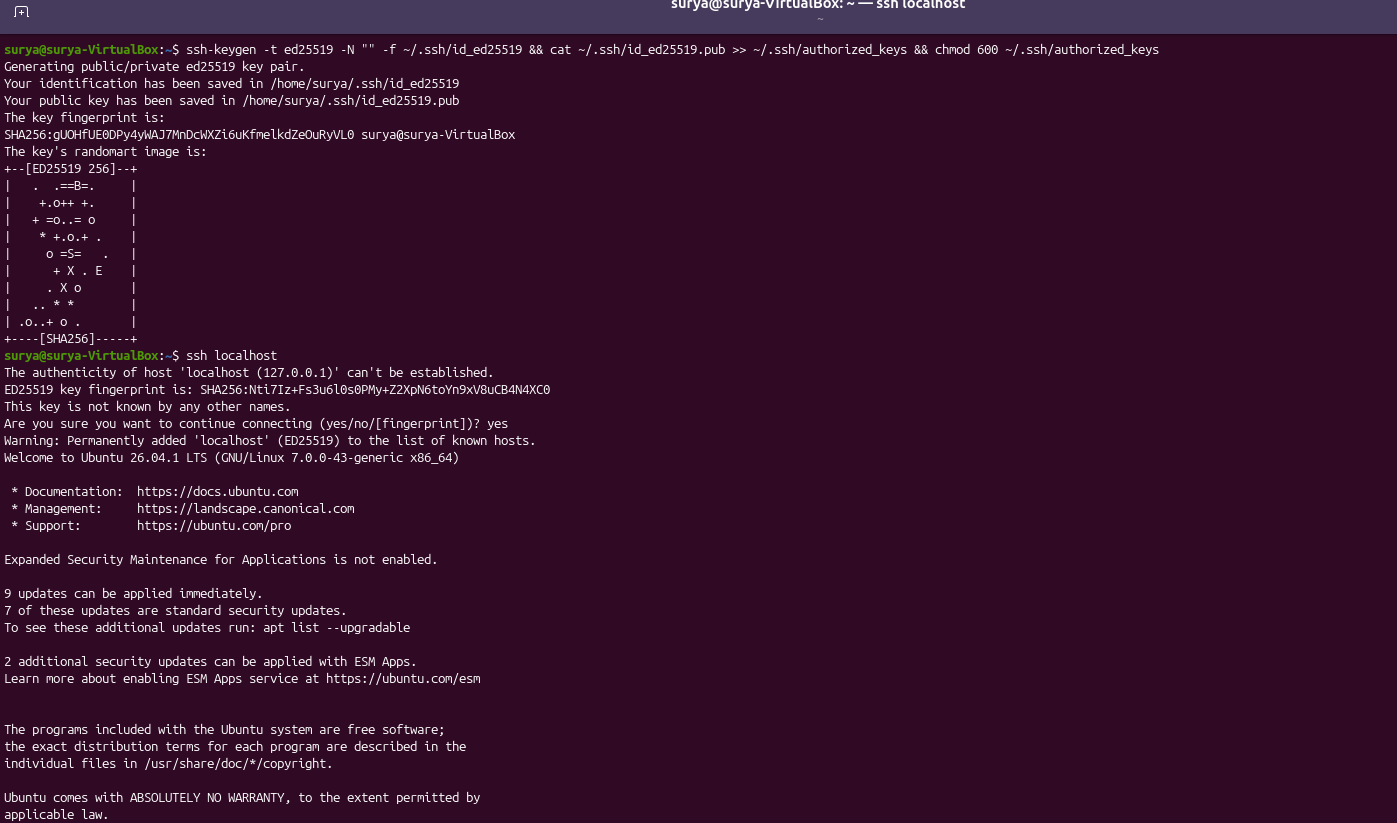 surya@surya-VirtualBox: ~ — ssh localhost
~
surya@surya-VirtualBox:~$ ssh-keygen -t ed25519 -N "" -f ~/.ssh/id_ed25519 && cat ~/.ssh/id_ed25519.pub >> ~/.ssh/authorized_keys && chmod 600 ~/.ssh/authorized_keys
Generating public/private ed25519 key pair.
Your identification has been saved in /home/surya/.ssh/id_ed25519
Your public key has been saved in /home/surya/.ssh/id_ed25519.pub
The key fingerprint is:
SHA256:gUOHfUE0DPy4yWAJ7MnDcWXZi6uKfmelkdZeOuRyVL0 surya@surya-VirtualBox
The key's randomart image is:
+--[ED25519 256]--+
|   .  .==B=.     |
|    +.o++ +.     |
|   + =o..= o     |
|    * +.o.+ .    |
|     o =S=   .   |
|      + X . E    |
|     . X o       |
|   .. * *        |
| .o..+ o .       |
+----[SHA256]-----+
surya@surya-VirtualBox:~$ ssh localhost
The authenticity of host 'localhost (127.0.0.1)' can't be established.
ED25519 key fingerprint is: SHA256:Nti7Iz+Fs3u6l0s0PMy+Z2XpN6toYn9xV8uCB4N4XC0
This key is not known by any other names.
Are you sure you want to continue connecting (yes/no/[fingerprint])? yes
Warning: Permanently added 'localhost' (ED25519) to the list of known hosts.
Welcome to Ubuntu 26.04.1 LTS (GNU/Linux 7.0.0-43-generic x86_64)

 * Documentation:  https://docs.ubuntu.com
 * Management:     https://landscape.canonical.com
 * Support:        https://ubuntu.com/pro

Expanded Security Maintenance for Applications is not enabled.

9 updates can be applied immediately.
7 of these updates are standard security updates.
To see these additional updates run: apt list --upgradable

2 additional security updates can be applied with ESM Apps.
Learn more about enabling ESM Apps service at https://ubuntu.com/esm


The programs included with the Ubuntu system are free software;
the exact distribution terms for each program are described in the
individual files in /usr/share/doc/*/copyright.

Ubuntu comes with ABSOLUTELY NO WARRANTY, to the extent permitted by
applicable law.